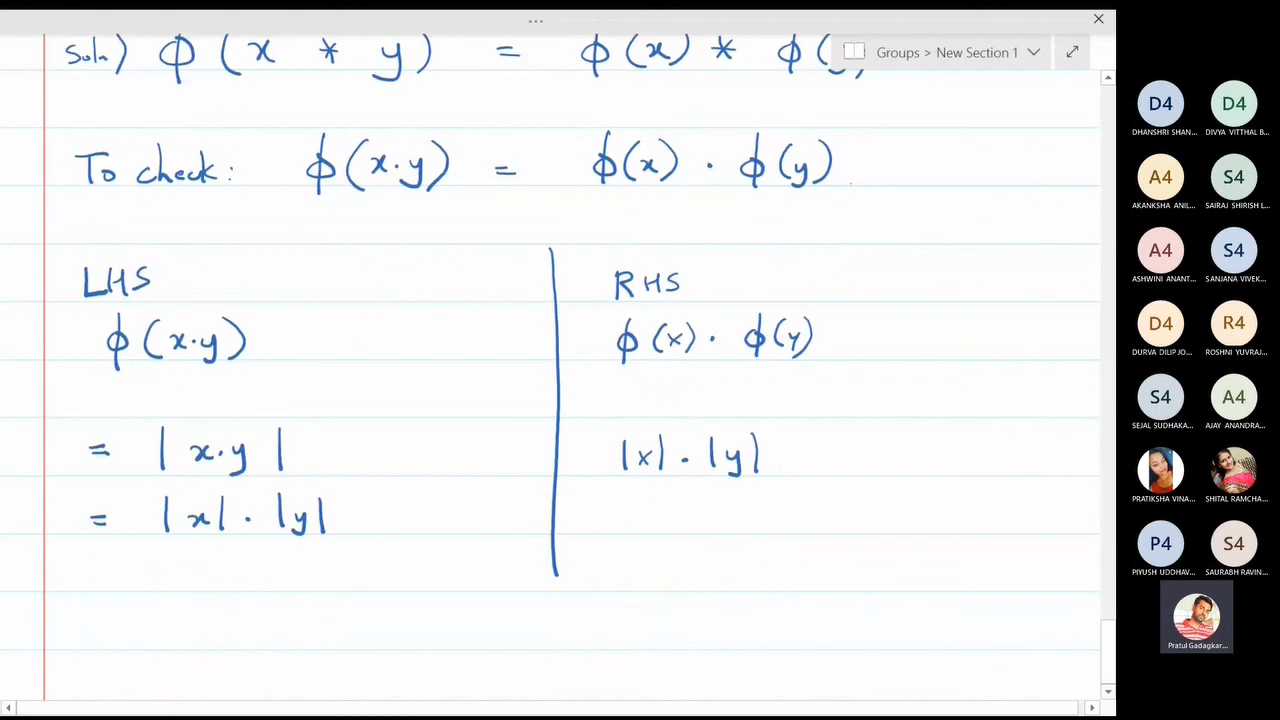 ...
Groups > New Section 1
Soln) ϕ ( x * y ) = ϕ(x) * ϕ(y)
To check: ϕ(x·y) = ϕ(x) · ϕ(y)
LHS
RHS
ϕ(x·y)
ϕ(x) · ϕ(y)
= |x·y|
|x| · |y|
= |x| · |y|
D4
D4
DHANSHRI SHAN...
DIVYA VITTHAL B...
A4
S4
AKANKSHA ANIL...
SAIRAJ SHIRISH L...
A4
S4
ASHWINI ANANT...
SANJANA VIVEK...
D4
R4
DURVA DILIP JO...
ROSHNI YUVRAJ...
S4
A4
SEJAL SUDHAKA...
AJAY ANANDRA...
PRATIKSHA VINA...
SHITAL RAMCHA...
P4
S4
PIYUSH UDDHAV...
SAURABH RAVIN...
Pratul Gadagkar...